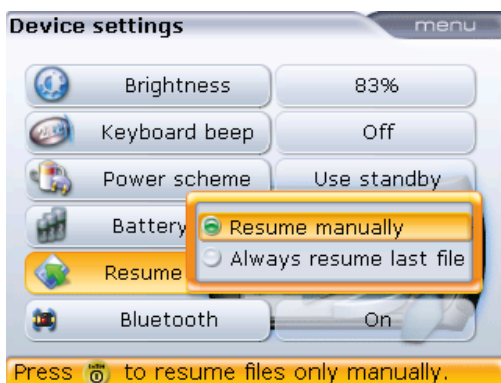 Device settings
menu
Brightness 83%
Keyboard beep Off
Power scheme Use standby
Battery
Resume manually
Always resume last file
Resume
Bluetooth On
Press to resume files only manually.